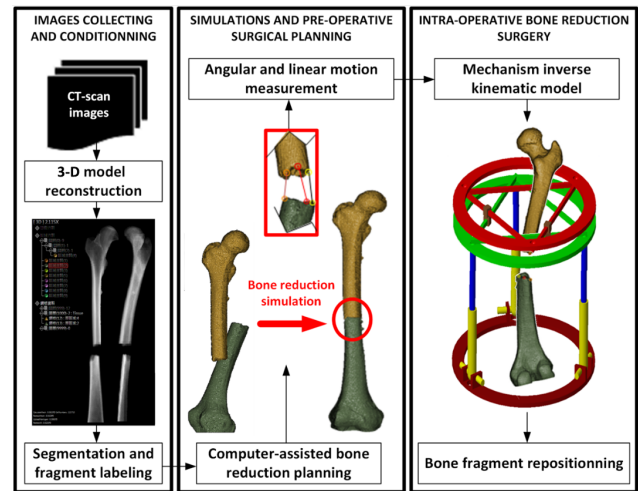 IMAGES COLLECTING
AND CONDITIONNING
CT-scan
images
3-D model
reconstruction
Segmentation and
fragment labeling
SIMULATIONS AND PRE-OPERATIVE
SURGICAL PLANNING
Angular and linear motion
measurement
Bone reduction
simulation
Computer-assisted bone
reduction planning
INTRA-OPERATIVE BONE REDUCTION
SURGERY
Mechanism inverse
kinematic model
Bone fragment repositionning